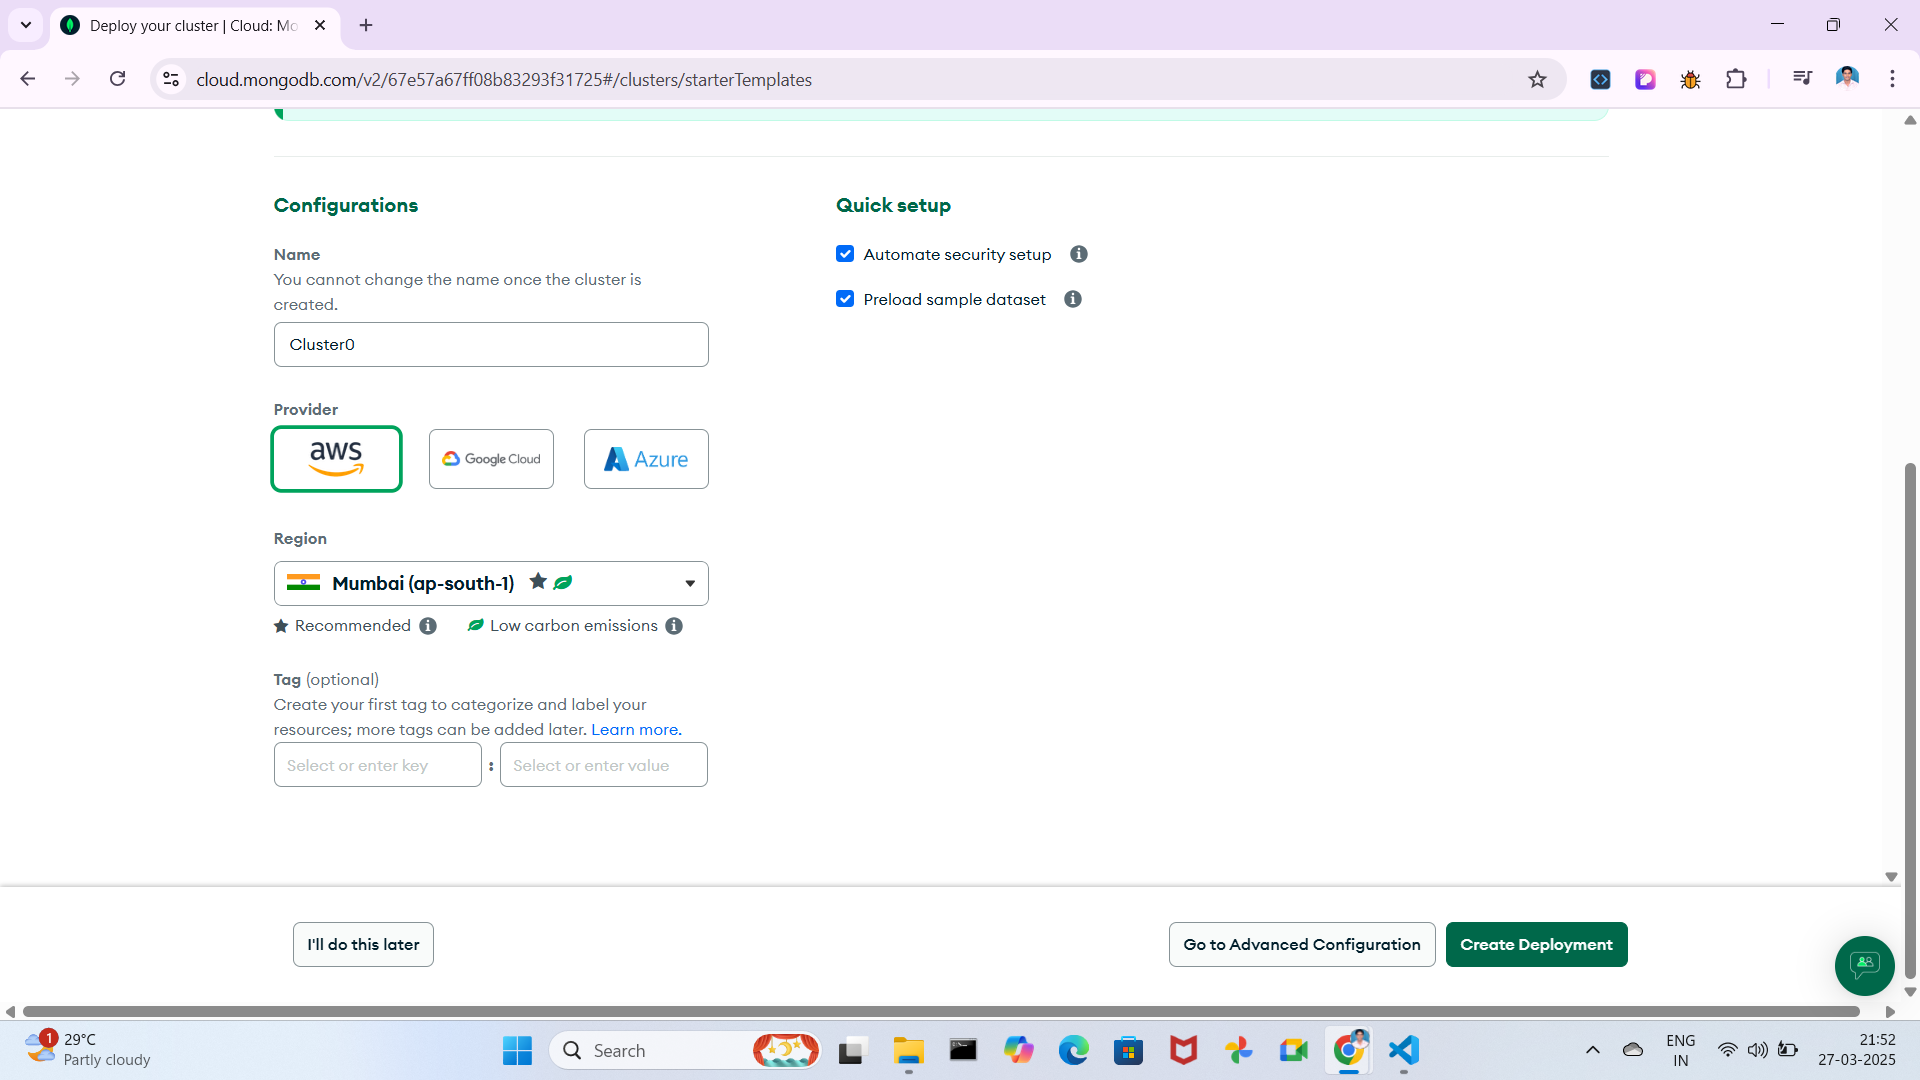 Deploy your cluster | Cloud: Mo
cloud.mongodb.com/v2/67e57a67ff08b83293f31725#/clusters/starterTemplates
Configurations
Name
You cannot change the name once the cluster is
created.
Cluster0
Provider
aws
Google Cloud
Azure
Region
Mumbai (ap-south-1)
Recommended
Low carbon emissions
Tag (optional)
Create your first tag to categorize and label your
resources; more tags can be added later. Learn more.
Select or enter key : Select or enter value
Quick setup
Automate security setup
Preload sample dataset
I'll do this later
Go to Advanced Configuration
Create Deployment
1
29°C
Partly cloudy
Search
ENG
IN
21:52
27-03-2025